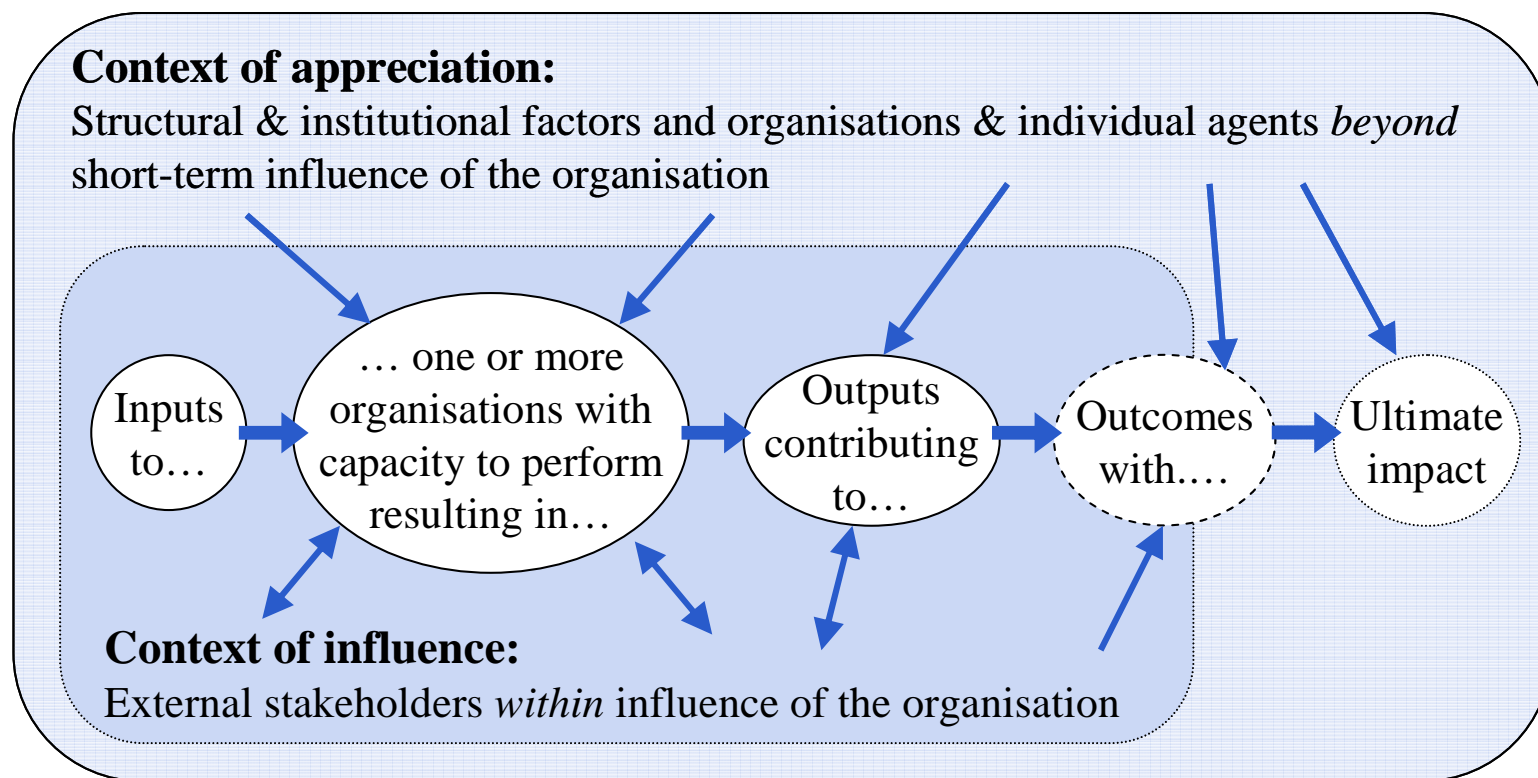 Context of appreciation:
Structural & institutional factors and organisations & individual agents beyond
short-term influence of the organisation
Inputs
to…
… one or more
organisations with
capacity to perform
resulting in…
Outputs
contributing
to…
Outcomes
with.…
Ultimate
impact
Context of influence:
External stakeholders within influence of the organisation